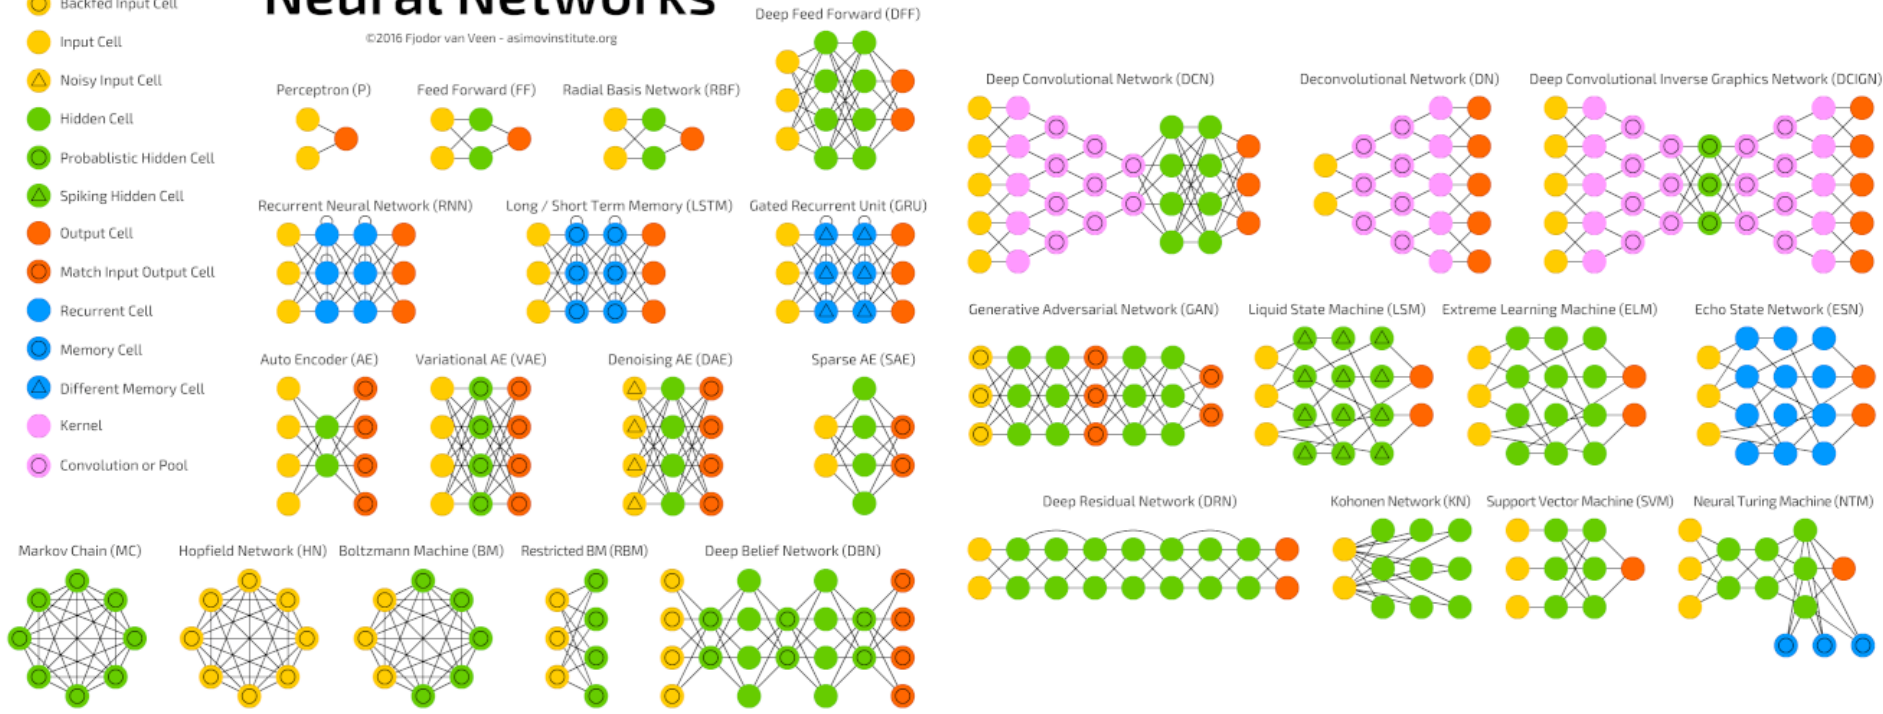 Backfed Input Cell
Input Cell
Noisy Input Cell
Hidden Cell
Probablistic Hidden Cell
Spiking Hidden Cell
Output Cell
Match Input Output Cell
Recurrent Cell
Memory Cell
Different Memory Cell
Kernel
Convolution or Pool
Neural Networks
©2016 Fjodor van Veen - asimovinstitute.org
Deep Feed Forward (DFF)
Perceptron (P)
Feed Forward (FF)
Radial Basis Network (RBF)
Recurrent Neural Network (RNN)
Long / Short Term Memory (LSTM)
Gated Recurrent Unit (GRU)
Auto Encoder (AE)
Variational AE (VAE)
Denoising AE (DAE)
Sparse AE (SAE)
Markov Chain (MC)
Hopfield Network (HN)
Boltzmann Machine (BM)
Restricted BM (RBM)
Deep Belief Network (DBN)
Deep Convolutional Network (DCN)
Deconvolutional Network (DN)
Deep Convolutional Inverse Graphics Network (DCIGN)
Generative Adversarial Network (GAN)
Liquid State Machine (LSM)
Extreme Learning Machine (ELM)
Echo State Network (ESN)
Deep Residual Network (DRN)
Kohonen Network (KN)
Support Vector Machine (SVM)
Neural Turing Machine (NTM)